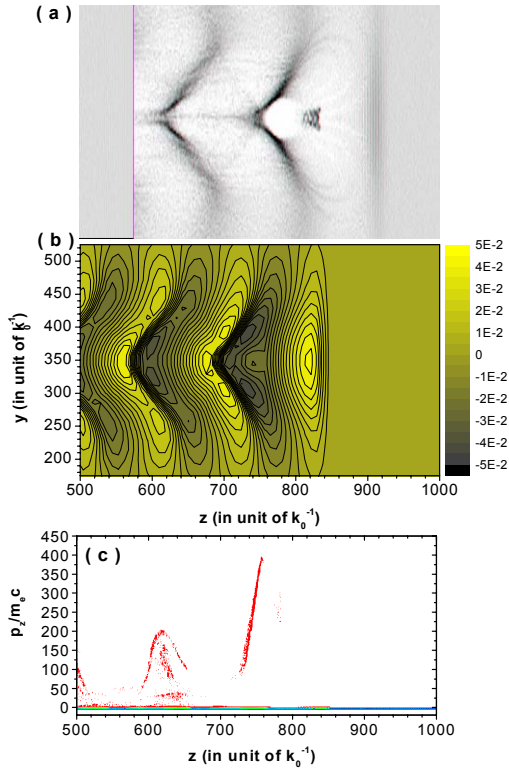 ( a )
( b )
500
450
400
350
300
250
200
y (in unit of k₀⁻¹)
500 600 700 800 900 1000
z (in unit of k₀⁻¹)
5E-2
4E-2
3E-2
2E-2
1E-2
0
-1E-2
-2E-2
-3E-2
-4E-2
-5E-2
( c )
450
400
350
300
250
200
150
100
50
0
p_z/m_ec
500 600 700 800 900 1000
z (in unit of k₀⁻¹)